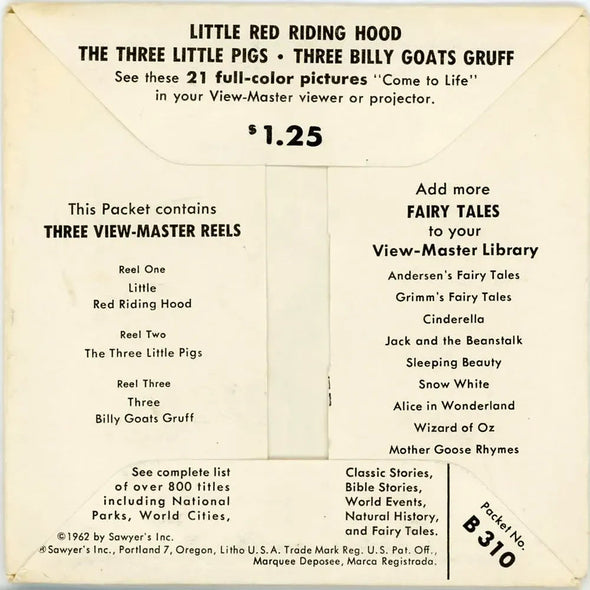 LITTLE RED RIDING HOOD
THE THREE LITTLE PIGS • THREE BILLY GOATS GRUFF
See these 21 full-color pictures "Come to Life"
in your View-Master viewer or projector.
$1.25
This Packet contains
THREE VIEW-MASTER REELS
Reel One
Little
Red Riding Hood
Reel Two
The Three Little Pigs
Reel Three
Three
Billy Goats Gruff
Add more
FAIRY TALES
to your
View-Master Library
Andersen's Fairy Tales
Grimm's Fairy Tales
Cinderella
Jack and the Beanstalk
Sleeping Beauty
Snow White
Alice in Wonderland
Wizard of Oz
Mother Goose Rhymes
See complete list
of over 800 titles
including National
Parks, World Cities,
Classic Stories,
Bible Stories,
World Events,
Natural History,
and Fairy Tales.
©1962 by Sawyer's Inc.
®Sawyer's Inc., Portland 7, Oregon, Litho U.S.A. Trade Mark Reg. U.S. Pat. Off.,
Marquee Deposee, Marca Registrada.
Packet No.
B 310